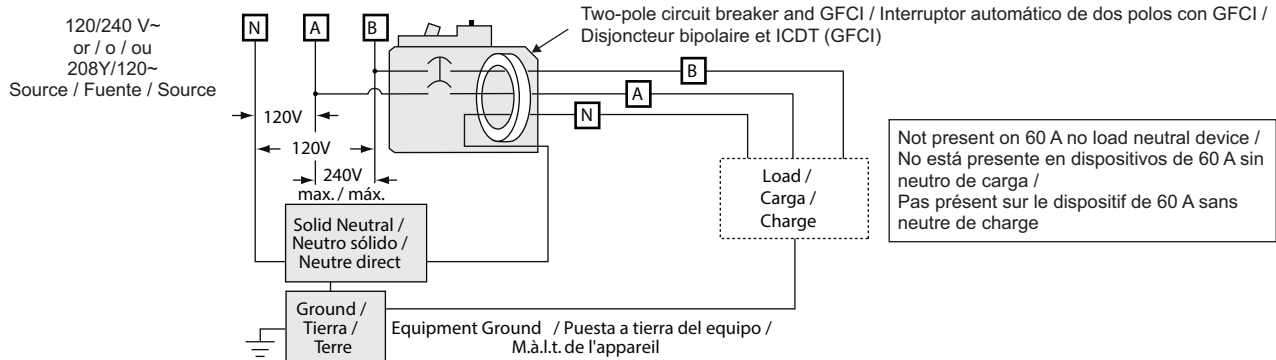 120/240 V~
or / o / ou
208Y/120~
Source / Fuente / Source
N
A
B
Two-pole circuit breaker and GFCI / Interruptor automático de dos polos con GFCI /
Disjoncteur bipolaire et ICDT (GFCI)
B
A
N
120V
120V
240V
max. / máx.
Solid Neutral /
Neutro sólido /
Neutre direct
Load /
Carga /
Charge
Not present on 60 A no load neutral device /
No está presente en dispositivos de 60 A sin
neutro de carga /
Pas présent sur le dispositif de 60 A sans
neutre de charge
Ground /
Tierra /
Terre
Equipment Ground / Puesta a tierra del equipo /
M.à.l.t. de l'appareil